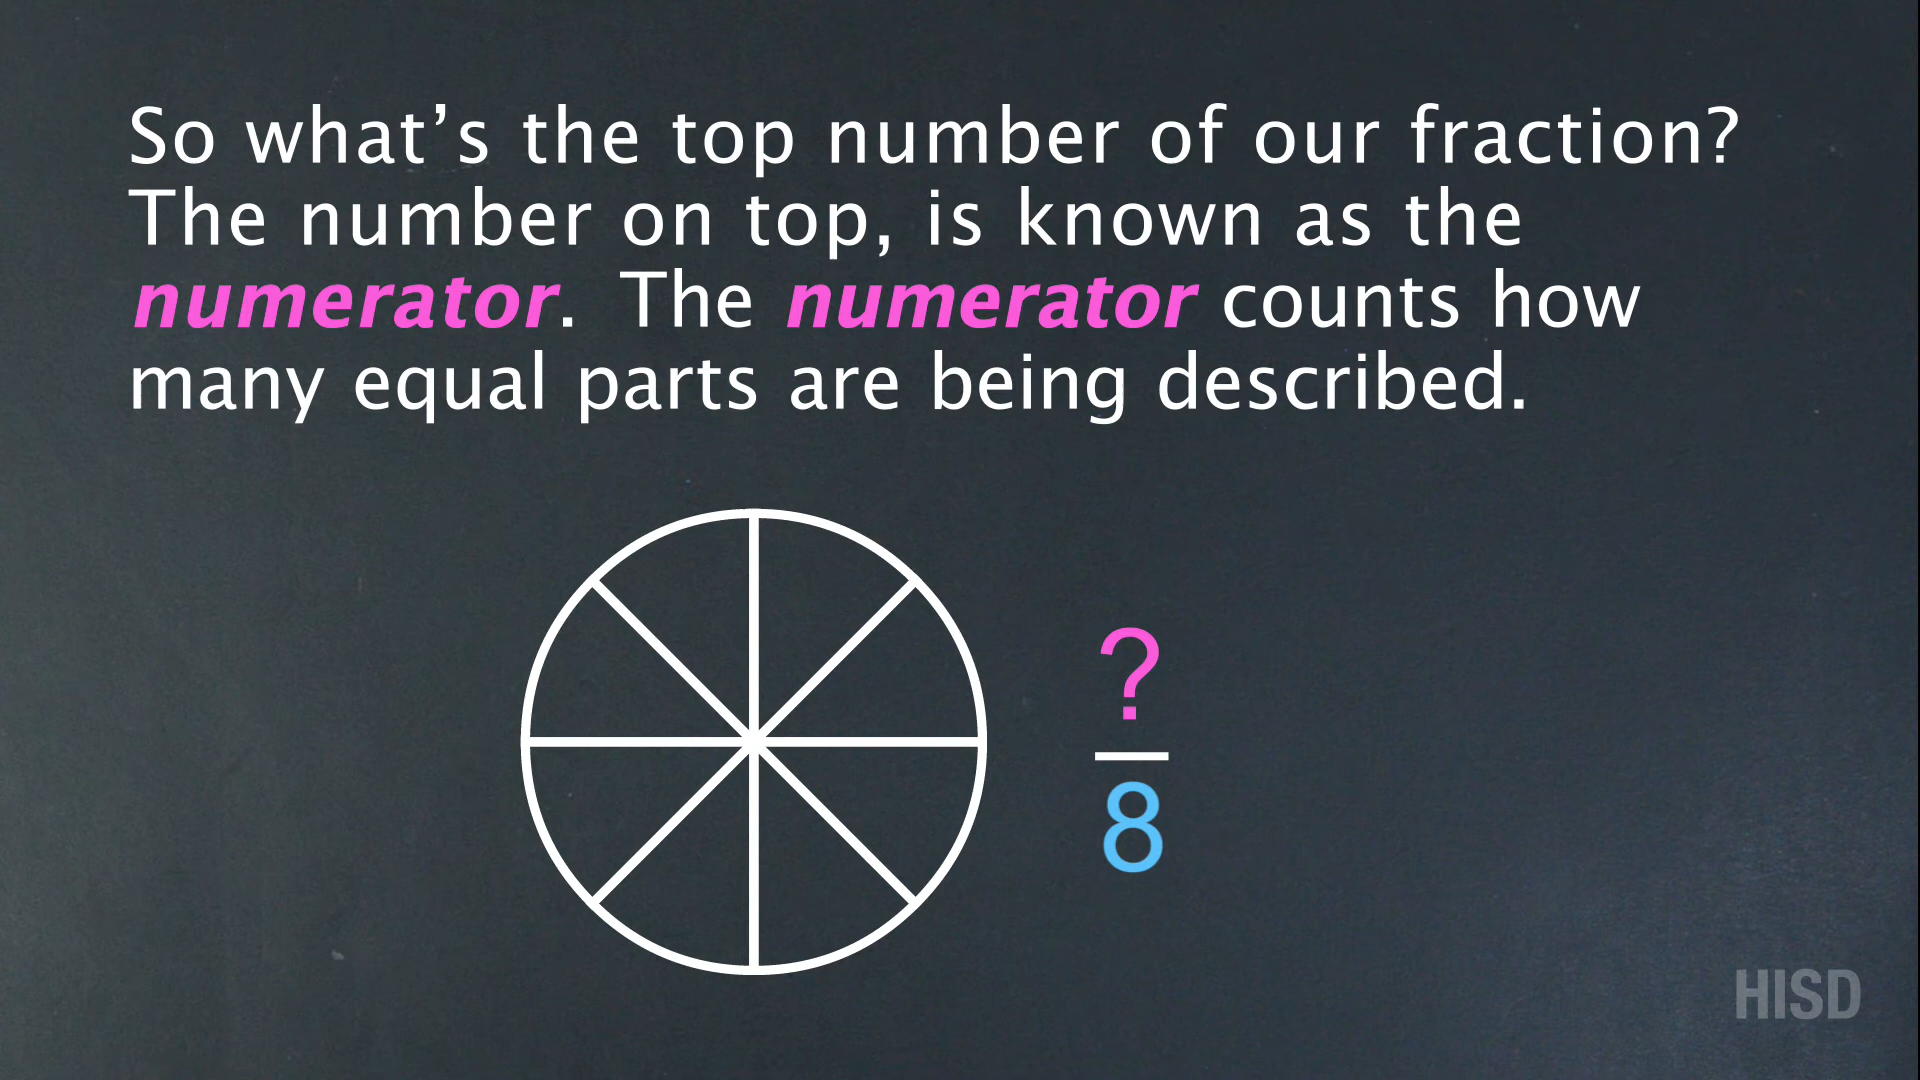 So what’s the top number of our fraction?
The number on top, is known as the
numerator. The numerator counts how
many equal parts are being described.
?
8
HISD